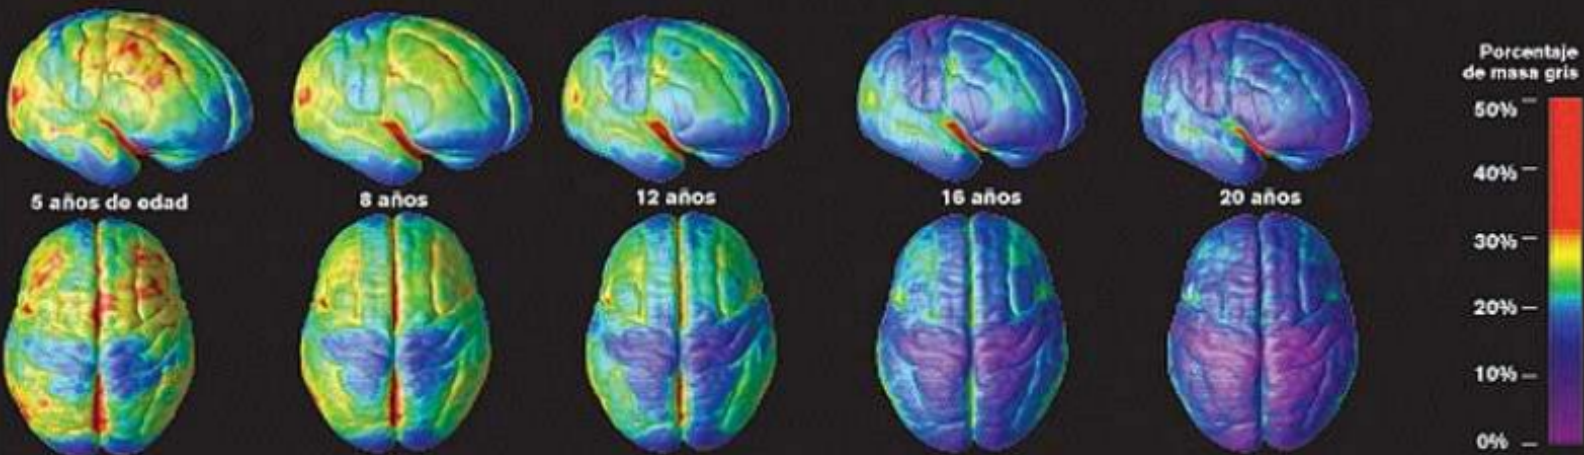 Porcentaje
de masa gris
50%
40%
30%
20%
10%
0%
5 años de edad
8 años
12 años
16 años
20 años